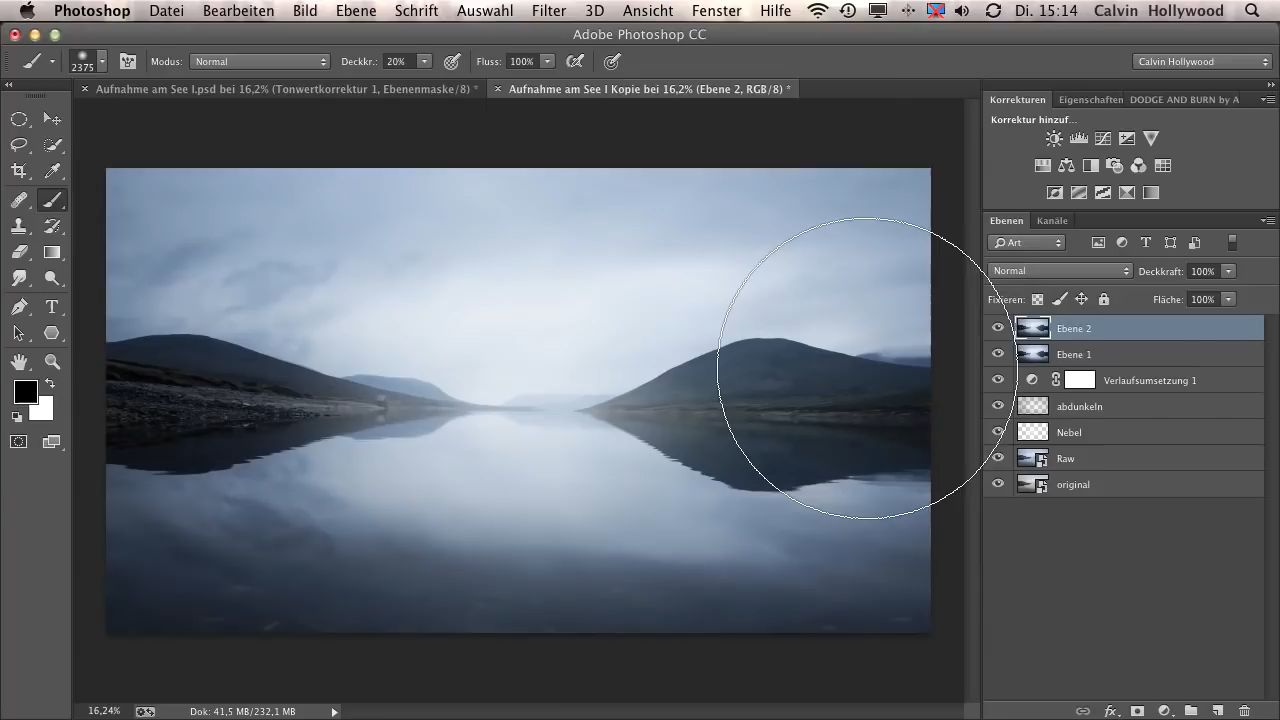 Photoshop Datei Bearbeiten Bild Ebene Schrift Auswahl Filter 3D Ansicht Fenster Hilfe Di. 15:14 Calvin Hollywood
Adobe Photoshop CC
2375 Modus: Normal Deckkr.: 20% Fluss: 100% Calvin Hollywood
Aufnahme am See I.psd bei 16,2% (Tonwertkorrektur 1, Ebenenmaske/8) * Aufnahme am See I Kopie bei 16,2% (Ebene 2, RGB/8) *
Korrekturen Eigenschaften DODGE AND BURN by A
Korrektur hinzuf...
Ebenen Kanäle
Art
Normal Deckkraft: 100%
Fixieren: Fläche: 100%
Ebene 2
Ebene 1
Verlaufsumsetzung 1
abdunkeln
Nebel
Raw
original
16,24% Dok: 41,5 MB/232,1 MB